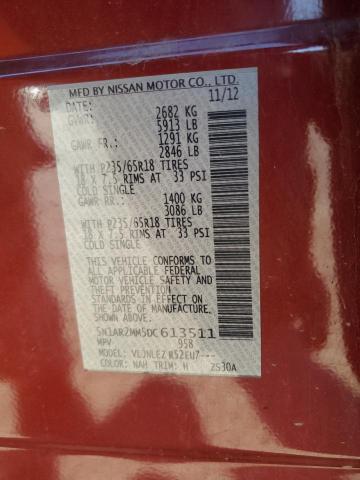 MFD BY NISSAN MOTOR CO., LTD.
DATE: 11/12
GVWR: 2682 KG
5913 LB
GAWR FR.: 1291 KG
2846 LB
WITH P235/65R18 TIRES
18 X 7.5 RIMS AT 33 PSI
COLD SINGLE
GAWR RR.: 1400 KG
3086 LB
WITH P235/65R18 TIRES
18 X 7.5 RIMS AT 33 PSI
COLD SINGLE
THIS VEHICLE CONFORMS TO
ALL APPLICABLE FEDERAL
MOTOR VEHICLE SAFETY
STANDARDS IN EFFECT ON
THE DATE OF MANUFACTURE
SHOWN ABOVE.
5N1AR2MM5DC613511
MPV 958
MODEL: VLJNLEZ R52EU7---
COLOR: NAH TRIM: H 2S30A